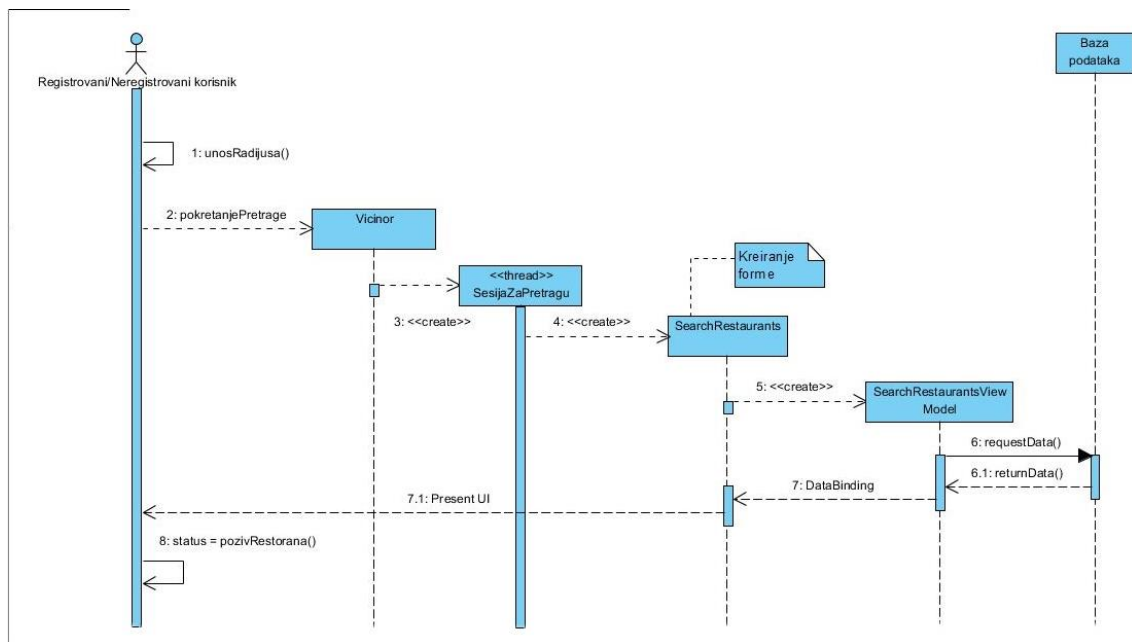 Baza
podataka
Registrovani/Neregistrovani korisnik
1: unosRadijusa()
2: pokretanjePretrage
Vicinor
Kreiranje
forme
<<thread>>
SesijaZaPretragu
3: <<create>>
4: <<create>>
SearchRestaurants
5: <<create>>
SearchRestaurantsView
Model
6: requestData()
6.1: returnData()
7: DataBinding
7.1: Present UI
8: status = pozivRestorana()